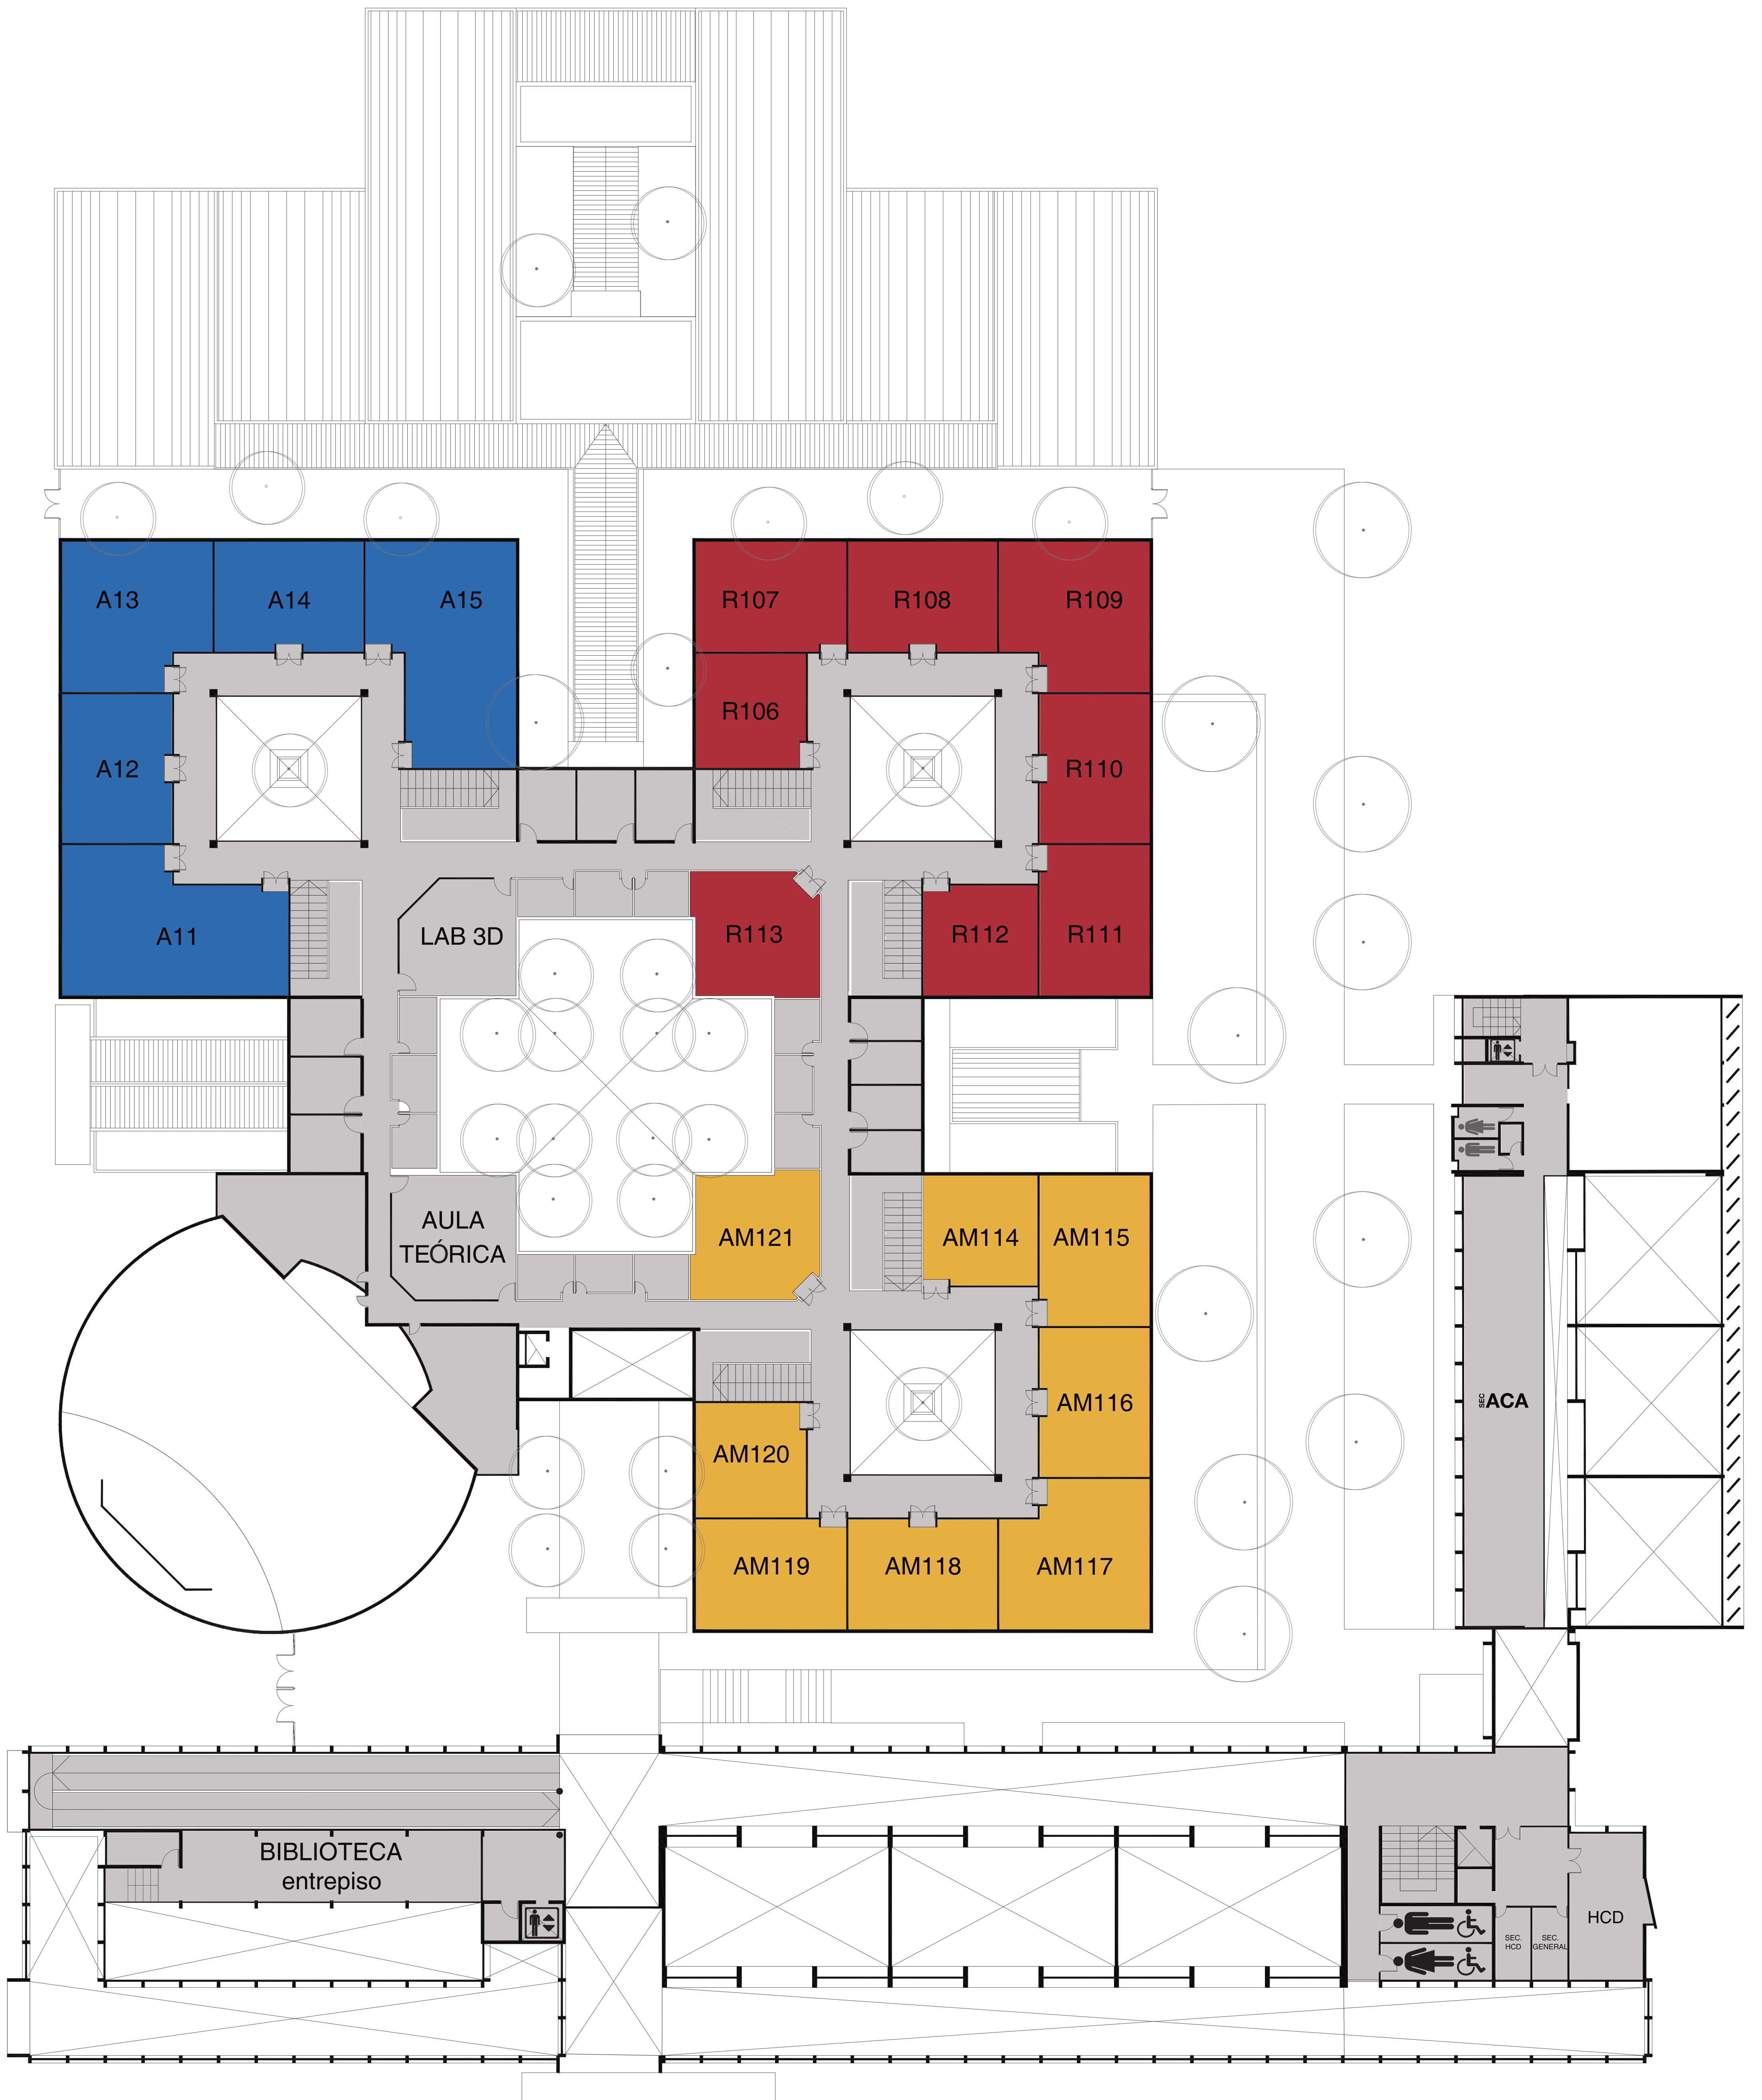 A13
A14
A15
R107
R108
R109
R106
A12
R110
A11
LAB 3D
R113
R112
R111
AULA
TEÓRICA
AM121
AM114
AM115
AM116
SEC
ACA
AM120
AM119
AM118
AM117
BIBLIOTECA
entrepiso
HCD
SEC.
HCD
SEC.
GENERAL